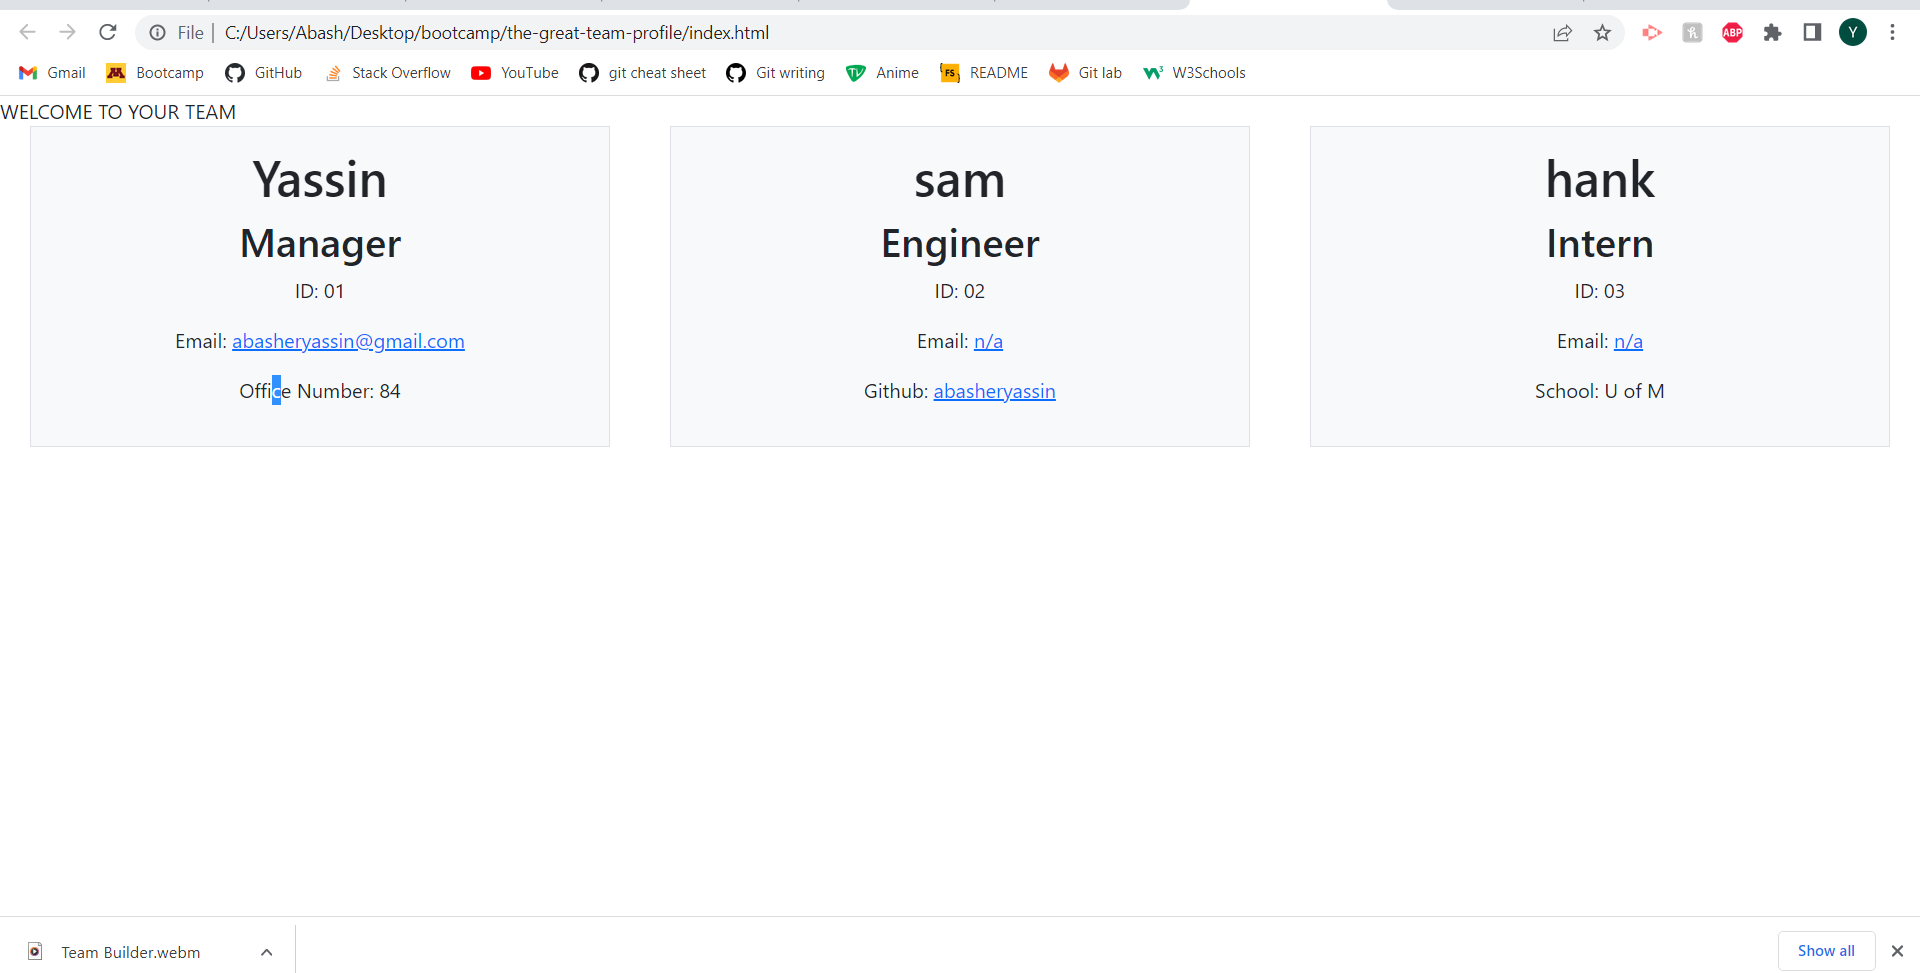 File | C:/Users/Abash/Desktop/bootcamp/the-great-team-profile/index.html
ABP
Y
Gmail Bootcamp GitHub Stack Overflow YouTube git cheat sheet Git writing Anime FS README Git lab W3Schools
WELCOME TO YOUR TEAM
Yassin
Manager
ID: 01
Email: abasheryassin@gmail.com
Office Number: 84
sam
Engineer
ID: 02
Email: n/a
Github: abasheryassin
hank
Intern
ID: 03
Email: n/a
School: U of M
Team Builder.webm
Show all